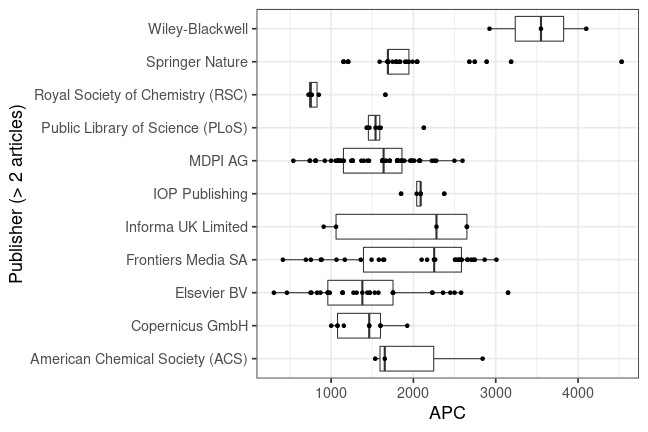 Publisher (> 2 articles)
Wiley-Blackwell
Springer Nature
Royal Society of Chemistry (RSC)
Public Library of Science (PLoS)
MDPI AG
IOP Publishing
Informa UK Limited
Frontiers Media SA
Elsevier BV
Copernicus GmbH
American Chemical Society (ACS)
1000 2000 3000 4000
APC